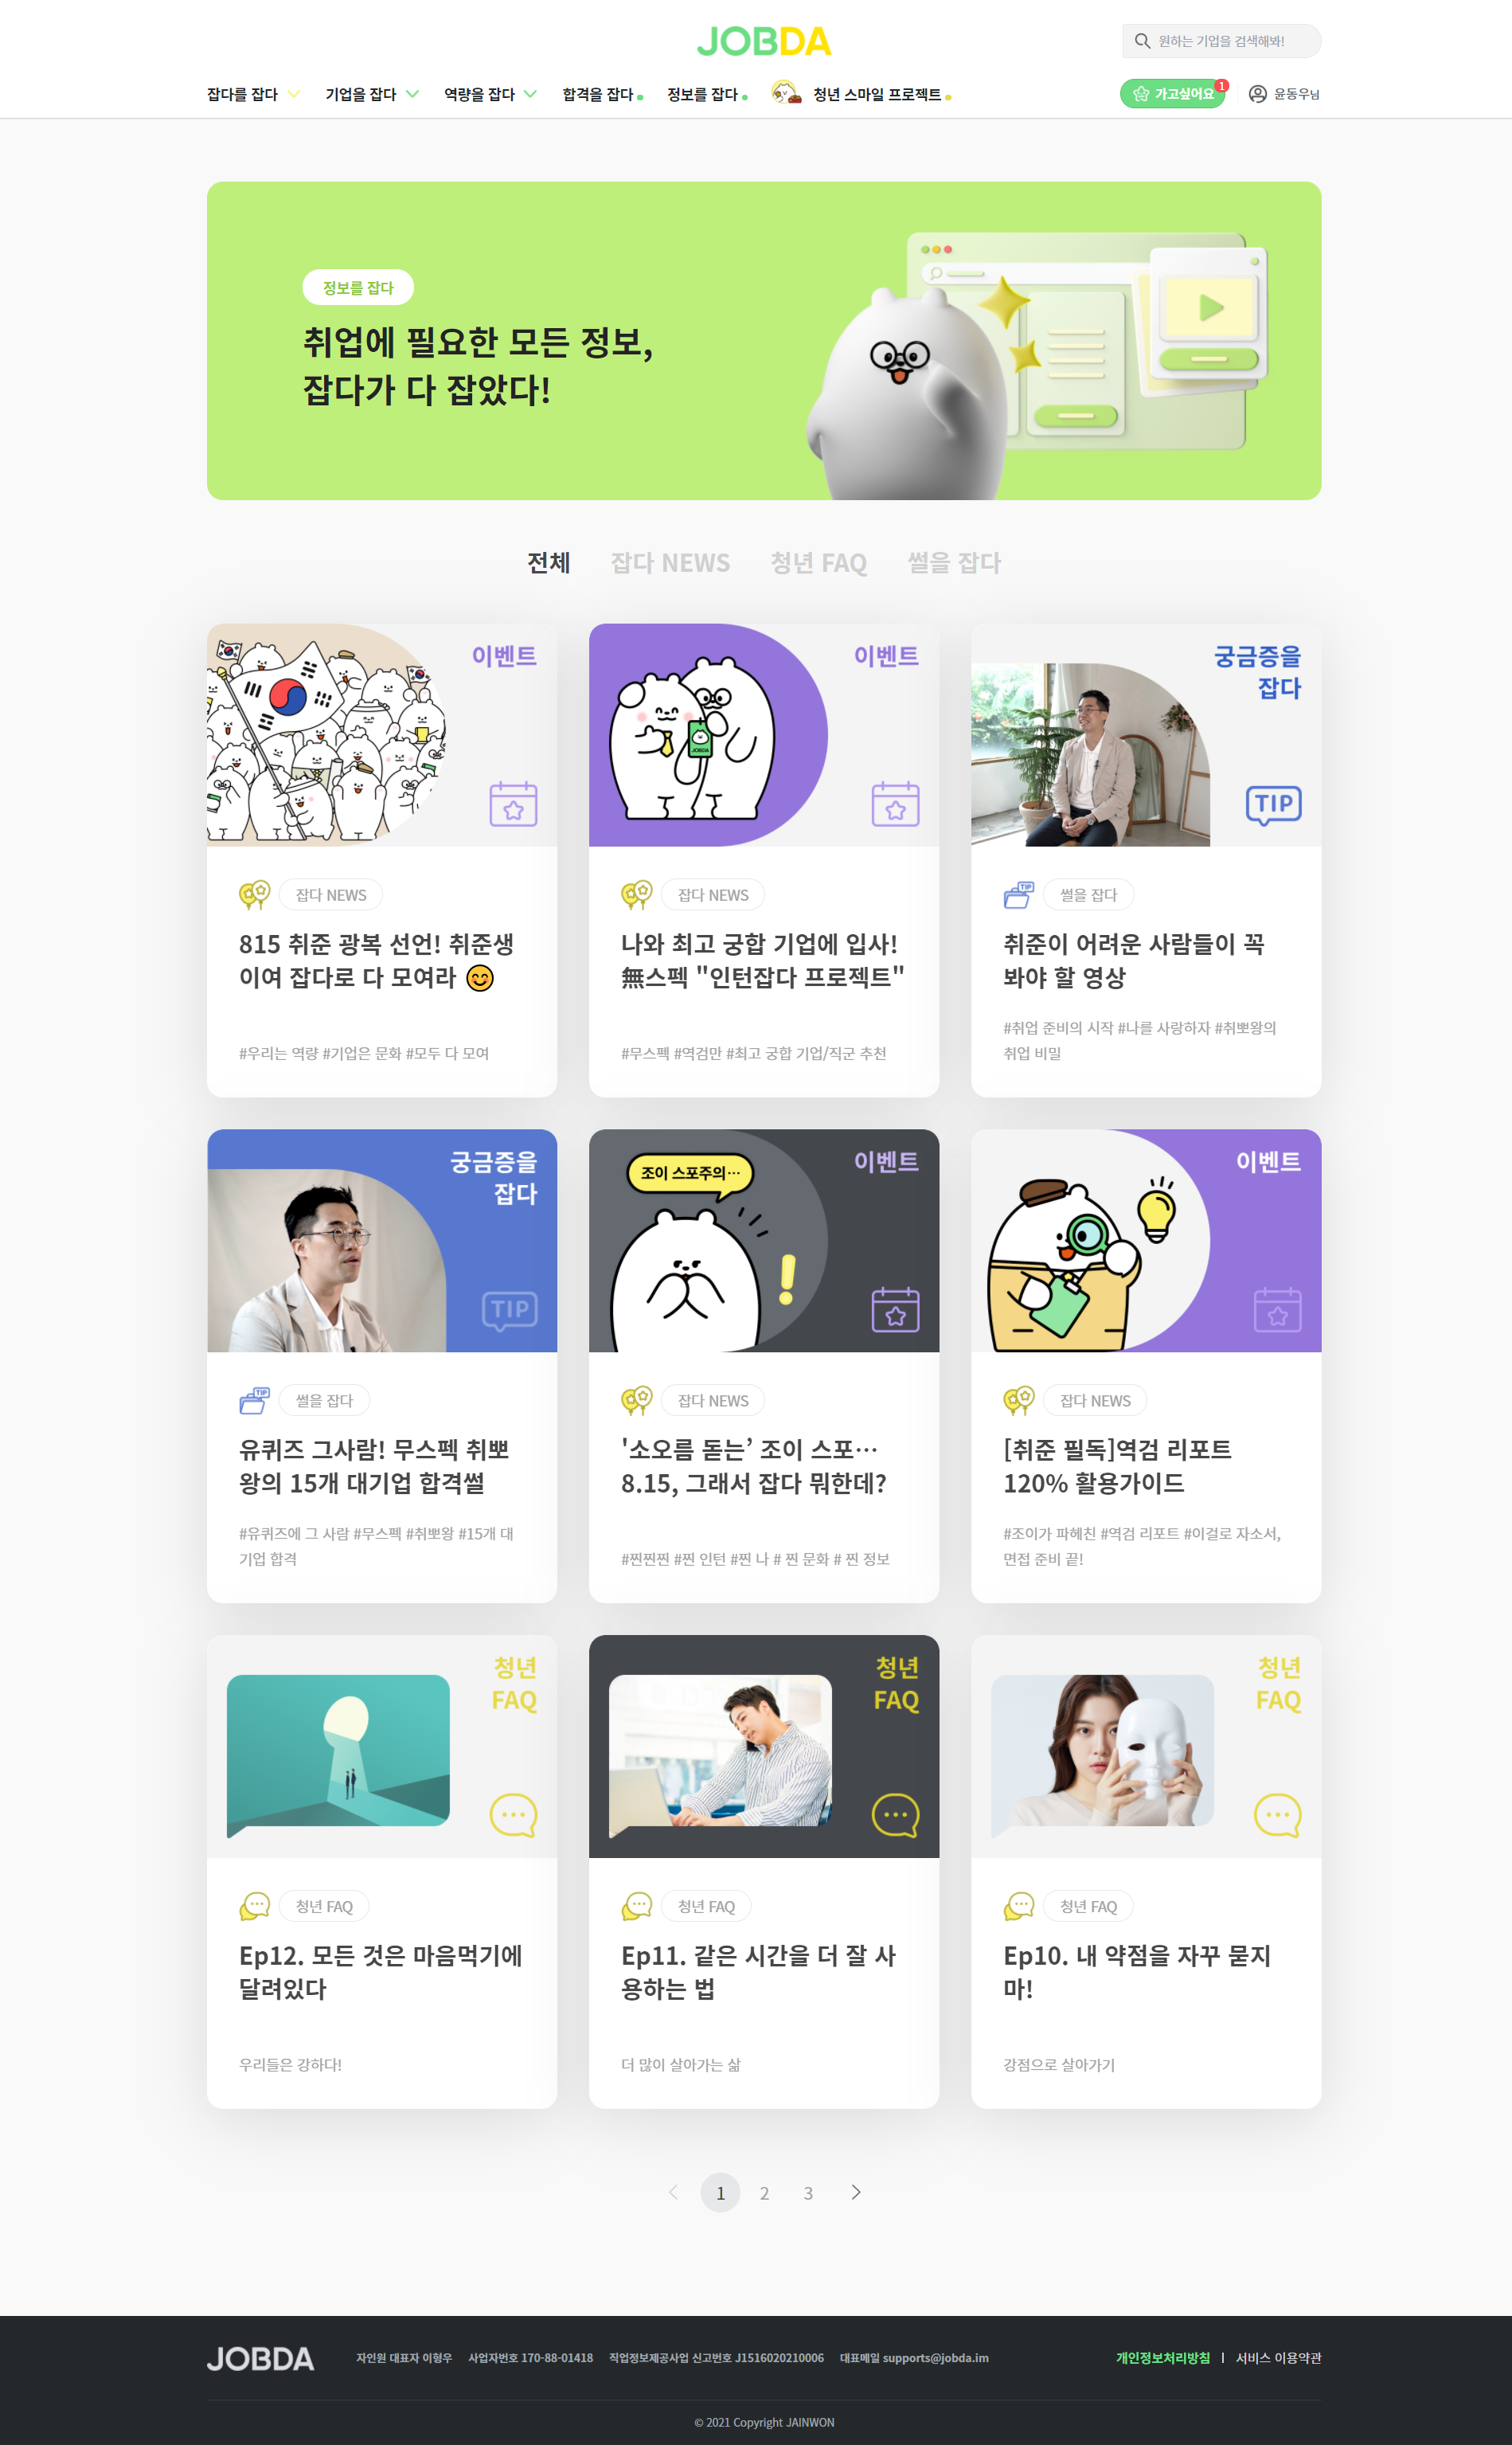 JOBDA
원하는 기업을 검색해봐!
잡다를 잡다
기업을 잡다
역량을 잡다
합격을 잡다
정보를 잡다
청년 스마일 프로젝트
가고싶어요
1
윤동우님
정보를 잡다
취업에 필요한 모든 정보,
잡다가 다 잡았다!
전체
잡다 NEWS
청년 FAQ
썰을 잡다
이벤트
잡다 NEWS
815 취준 광복 선언! 취준생
이여 잡다로 다 모여라 😊
#우리는 역량 #기업은 문화 #모두 다 모여
이벤트
JOBDA
잡다 NEWS
나와 최고 궁합 기업에 입사!
無스펙 "인턴잡다 프로젝트"
#무스펙 #역검만 #최고 궁합 기업/직군 추천
궁금증을
잡다
TIP
TIP
썰을 잡다
취준이 어려운 사람들이 꼭
봐야 할 영상
#취업 준비의 시작 #나를 사랑하자 #취뽀왕의
취업 비밀
궁금증을
잡다
TIP
TIP
썰을 잡다
유퀴즈 그사람! 무스펙 취뽀
왕의 15개 대기업 합격썰
#유퀴즈에 그 사람 #무스펙 #취뽀왕 #15개 대
기업 합격
조이 스포주의…
이벤트
잡다 NEWS
'소오름 돋는’ 조이 스포…
8.15, 그래서 잡다 뭐한데?
#찐찐찐 #찐 인턴 #찐 나 # 찐 문화 # 찐 정보
이벤트
잡다 NEWS
[취준 필독]역검 리포트
120% 활용가이드
#조이가 파헤친 #역검 리포트 #이걸로 자소서,
면접 준비 끝!
청년
FAQ
청년 FAQ
Ep12. 모든 것은 마음먹기에
달려있다
우리들은 강하다!
청년
FAQ
청년 FAQ
Ep11. 같은 시간을 더 잘 사
용하는 법
더 많이 살아가는 삶
청년
FAQ
청년 FAQ
Ep10. 내 약점을 자꾸 묻지
마!
강점으로 살아가기
1 2 3
JOBDA
자인원 대표자 이형우 사업자번호 170-88-01418 직업정보제공사업 신고번호 J1516020210006 대표메일 supports@jobda.im
개인정보처리방침 | 서비스 이용약관
© 2021 Copyright JAINWON